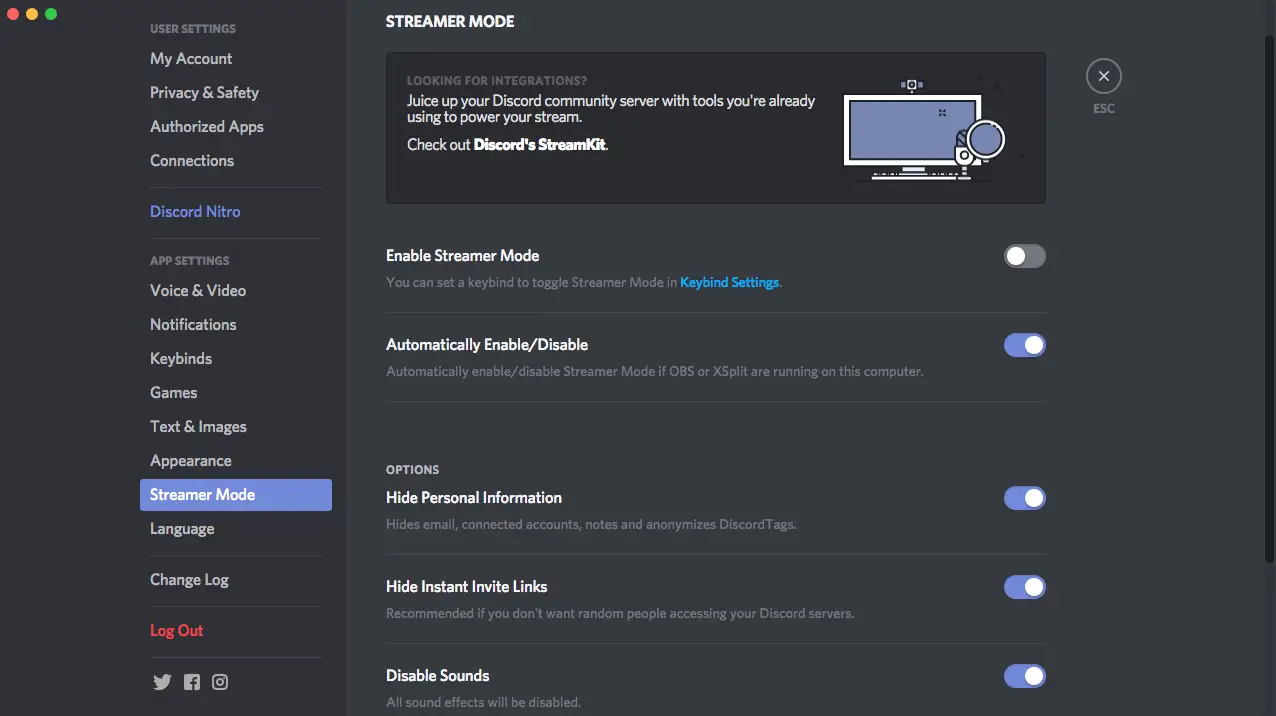 USER SETTINGS
My Account
Privacy & Safety
Authorized Apps
Connections
Discord Nitro
APP SETTINGS
Voice & Video
Notifications
Keybinds
Games
Text & Images
Appearance
Streamer Mode
Language
Change Log
Log Out
STREAMER MODE
LOOKING FOR INTEGRATIONS?
Juice up your Discord community server with tools you're already
using to power your stream.
Check out Discord's StreamKit.
ESC
Enable Streamer Mode
You can set a keybind to toggle Streamer Mode in Keybind Settings.
Automatically Enable/Disable
Automatically enable/disable Streamer Mode if OBS or XSplit are running on this computer.
OPTIONS
Hide Personal Information
Hides email, connected accounts, notes and anonymizes DiscordTags.
Hide Instant Invite Links
Recommended if you don't want random people accessing your Discord servers.
Disable Sounds
All sound effects will be disabled.